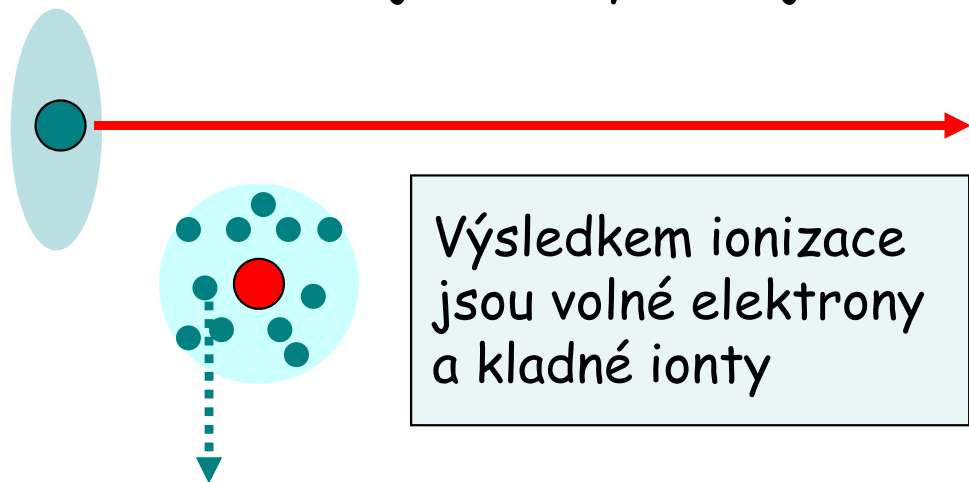 Výsledkem ionizace
jsou volné elektrony
a kladné ionty